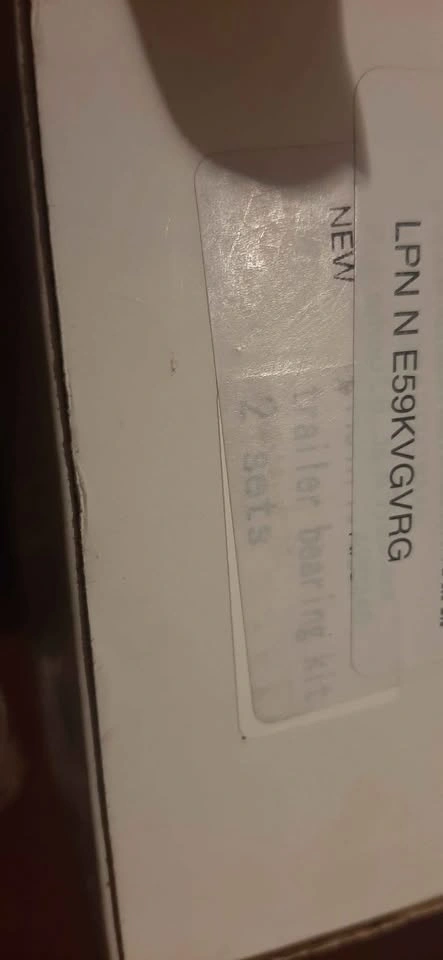 LPN N E59KVGVRG
NEW
trailer bearing kit
2 sets